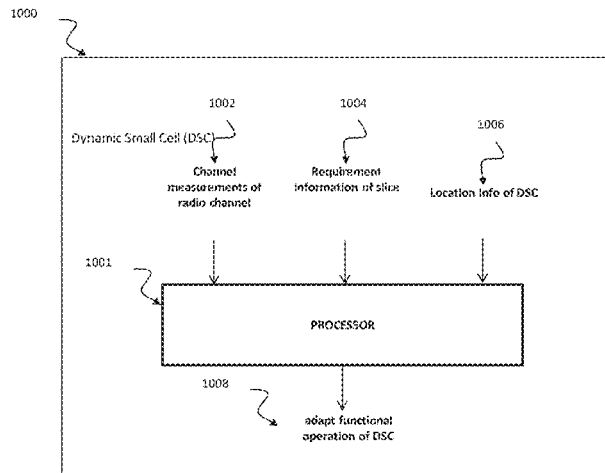 1000
1002
1004
1006
Dynamic Small Cell (DSC)
Channel
measurements of
radio channel
Requirement
information of slice
Location info of DSC
1001
PROCESSOR
1008
adapt functional
operation of DSC